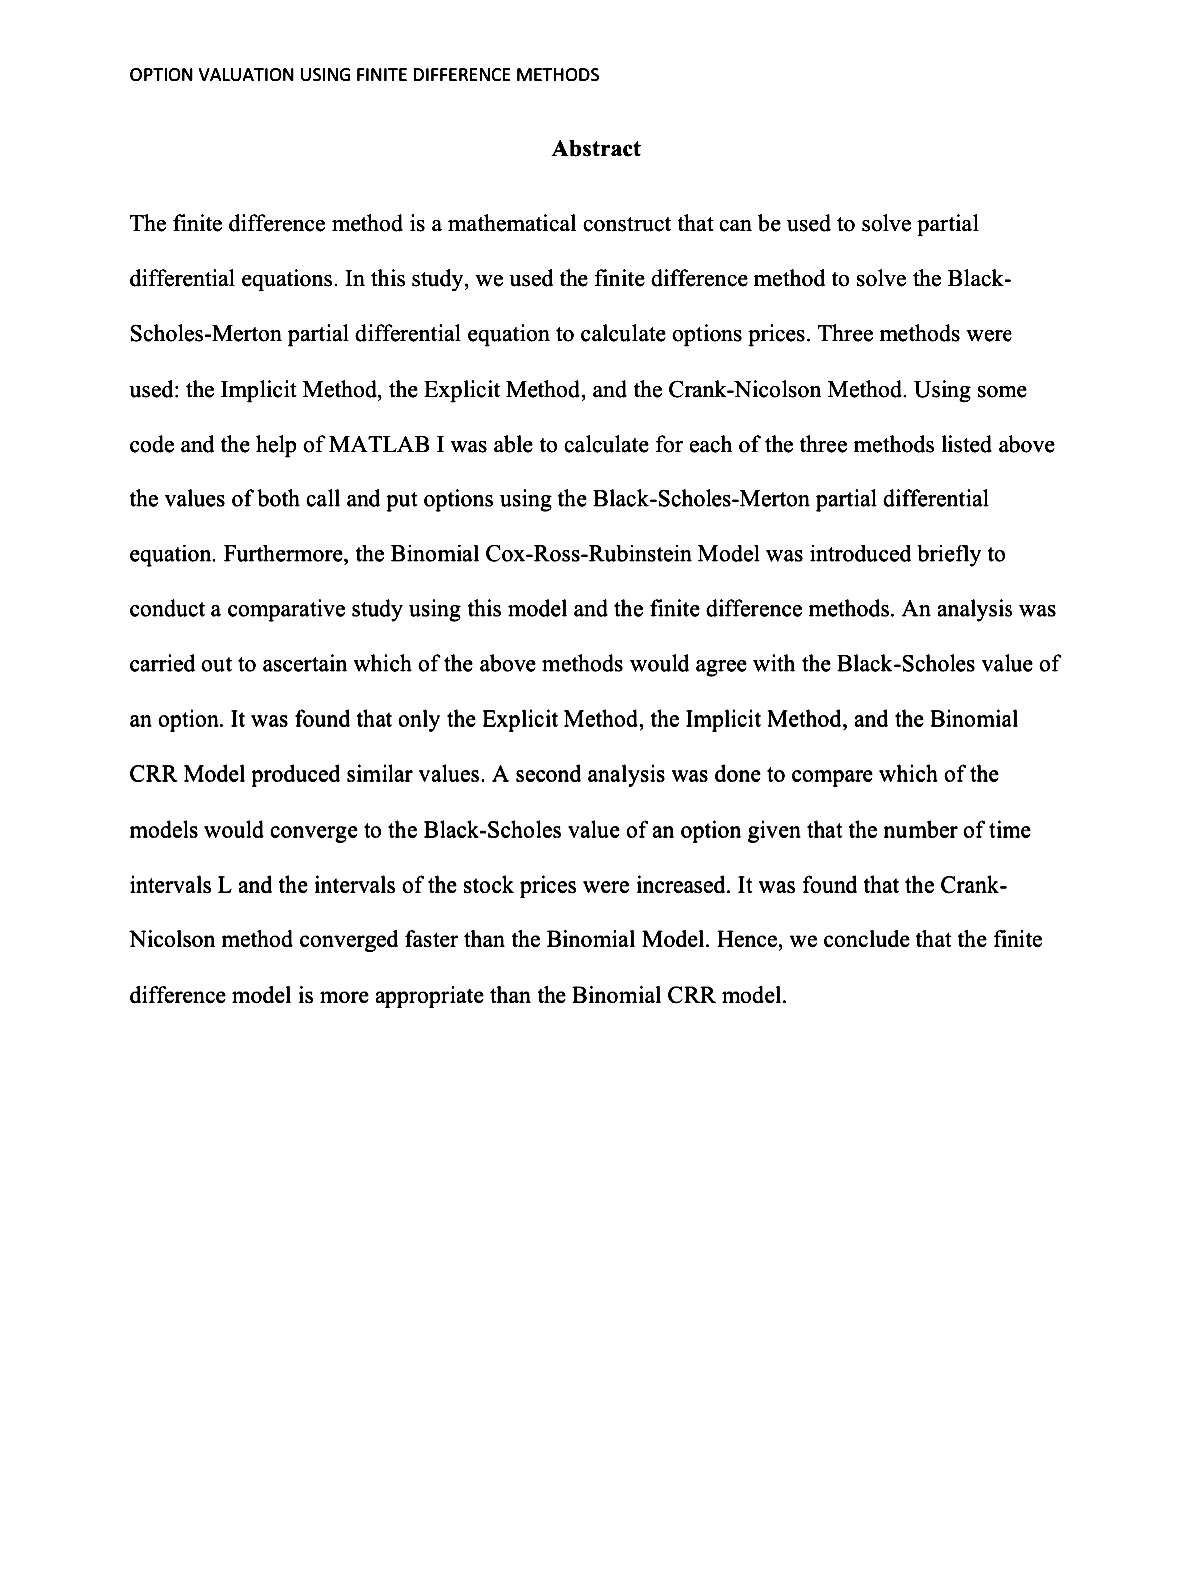 OPTION VALUATION USING FINITE DIFFERENCE METHODS
Abstract
The finite difference method is a mathematical construct that can be used to solve partial
differential equations. In this study, we used the finite difference method to solve the Black-
Scholes-Merton partial differential equation to calculate options prices. Three methods were
used: the Implicit Method, the Explicit Method, and the Crank-Nicolson Method. Using some
code and the help of MATLAB I was able to calculate for each of the three methods listed above
the values of both call and put options using the Black-Scholes-Merton partial differential
equation. Furthermore, the Binomial Cox-Ross-Rubinstein Model was introduced briefly to
conduct a comparative study using this model and the finite difference methods. An analysis was
carried out to ascertain which of the above methods would agree with the Black-Scholes value of
an option. It was found that only the Explicit Method, the Implicit Method, and the Binomial
CRR Model produced similar values. A second analysis was done to compare which of the
models would converge to the Black-Scholes value of an option given that the number of time
intervals L and the intervals of the stock prices were increased. It was found that the Crank-
Nicolson method converged faster than the Binomial Model. Hence, we conclude that the finite
difference model is more appropriate than the Binomial CRR model.